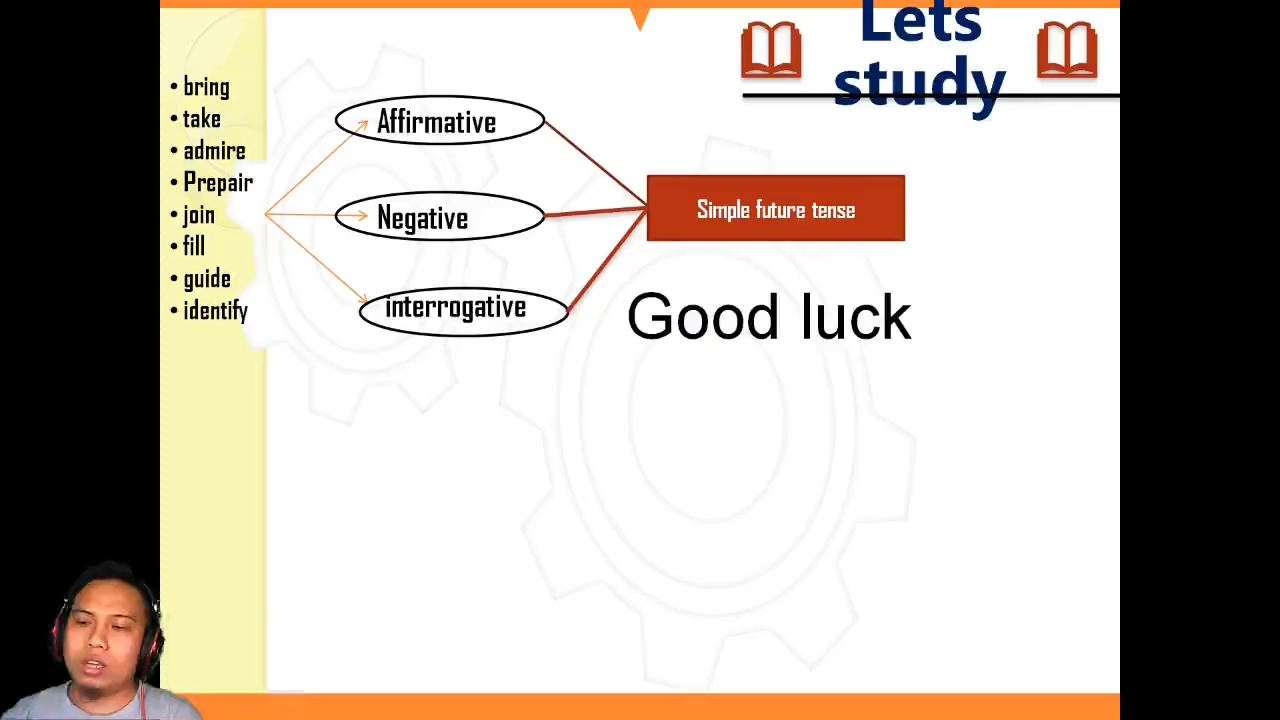 Lets
study
bring
take
admire
Prepair
join
fill
guide
identify
Affirmative
Negative
interrogative
Simple future tense
Good luck